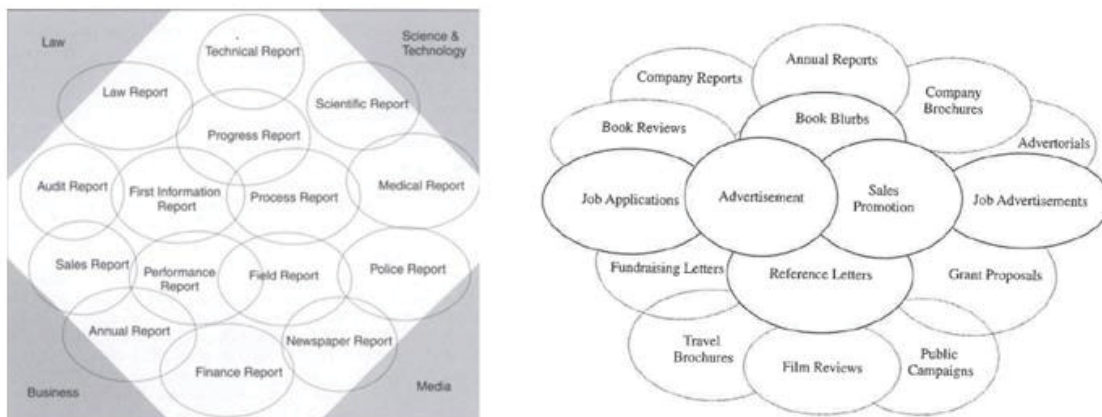 Law
Science &
Technology
Technical Report
Law Report
Scientific Report
Progress Report
Audit Report
First Information
Report
Process Report
Medical Report
Sales Report
Performance
Report
Field Report
Police Report
Annual Report
Newspaper Report
Finance Report
Business
Media
Annual Reports
Company Reports
Company
Brochures
Book Reviews
Book Blurbs
Advertorials
Job Applications
Advertisement
Sales
Promotion
Job Advertisements
Fundraising Letters
Reference Letters
Grant Proposals
Travel
Brochures
Film Reviews
Public
Campaigns